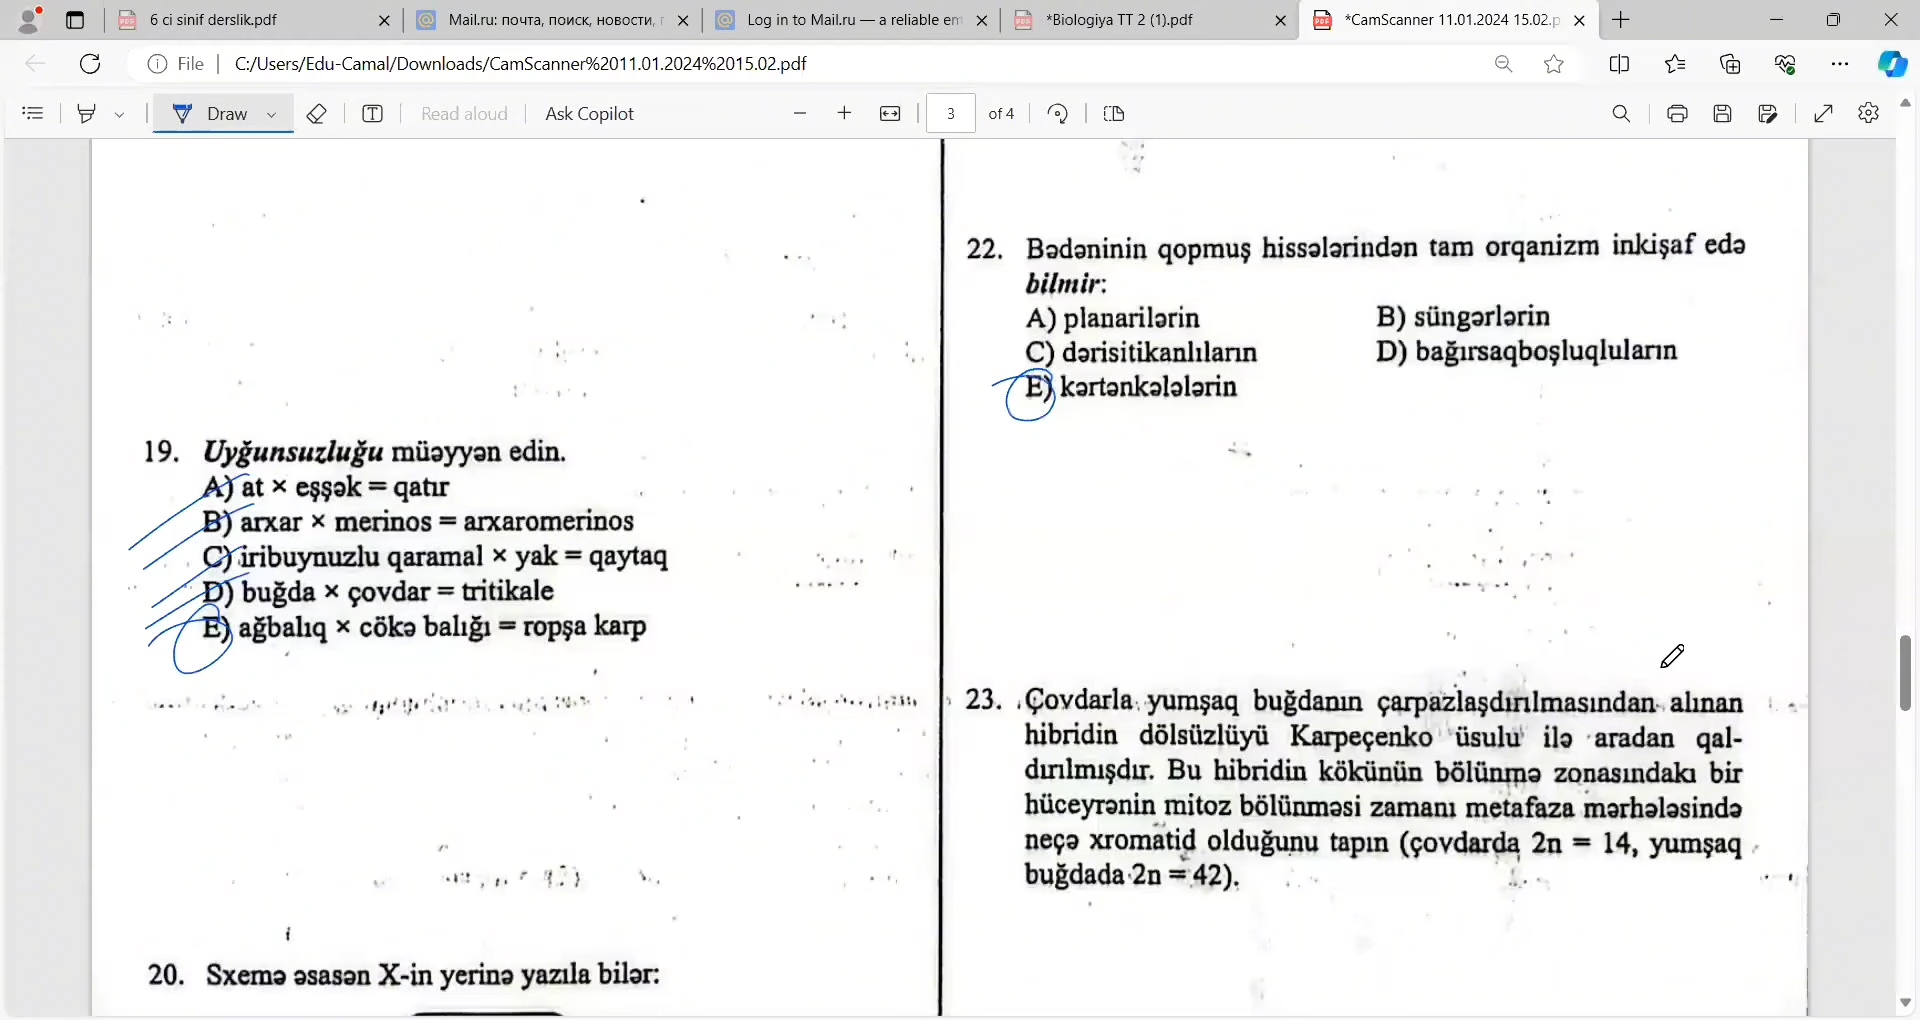 6 ci sinif derslik.pdf
Mail.ru: почта, поиск, новости,
Log in to Mail.ru — a reliable em
*Biologiya TT 2 (1).pdf
*CamScanner 11.01.2024 15.02.p
File
C:/Users/Edu-Camal/Downloads/CamScanner%2011.01.2024%2015.02.pdf
Draw
Read aloud
Ask Copilot
3 of 4
19. Uyğunsuzluğu müəyyən edin.
A) at × eşşək = qatır
B) arxar × merinos = arxaromerinos
C) iribuynuzlu qaramal × yak = qaytaq
D) buğda × çovdar = tritikale
E) ağbalıq × cökə balığı = ropşa karp
20. Sxemə əsasən X-in yerinə yazıla bilər:
22. Bədəninin qopmuş hissələrindən tam orqanizm inkişaf edə
bilmir:
A) planarilərin B) süngərlərin
C) dərisitikanlıların D) bağırsaqboşluqluların
E) kərtənkələlərin
23. Çovdarla yumşaq buğdanın çarpazlaşdırılmasından alınan
hibridin dölsüzlüyü Karpeçenko üsulu ilə aradan qal-
dırılmışdır. Bu hibridin kökünün bölünmə zonasındakı bir
hüceyrənin mitoz bölünməsi zamanı metafaza mərhələsində
neçə xromatid olduğunu tapın (çovdarda 2n = 14, yumşaq
buğdada 2n = 42).